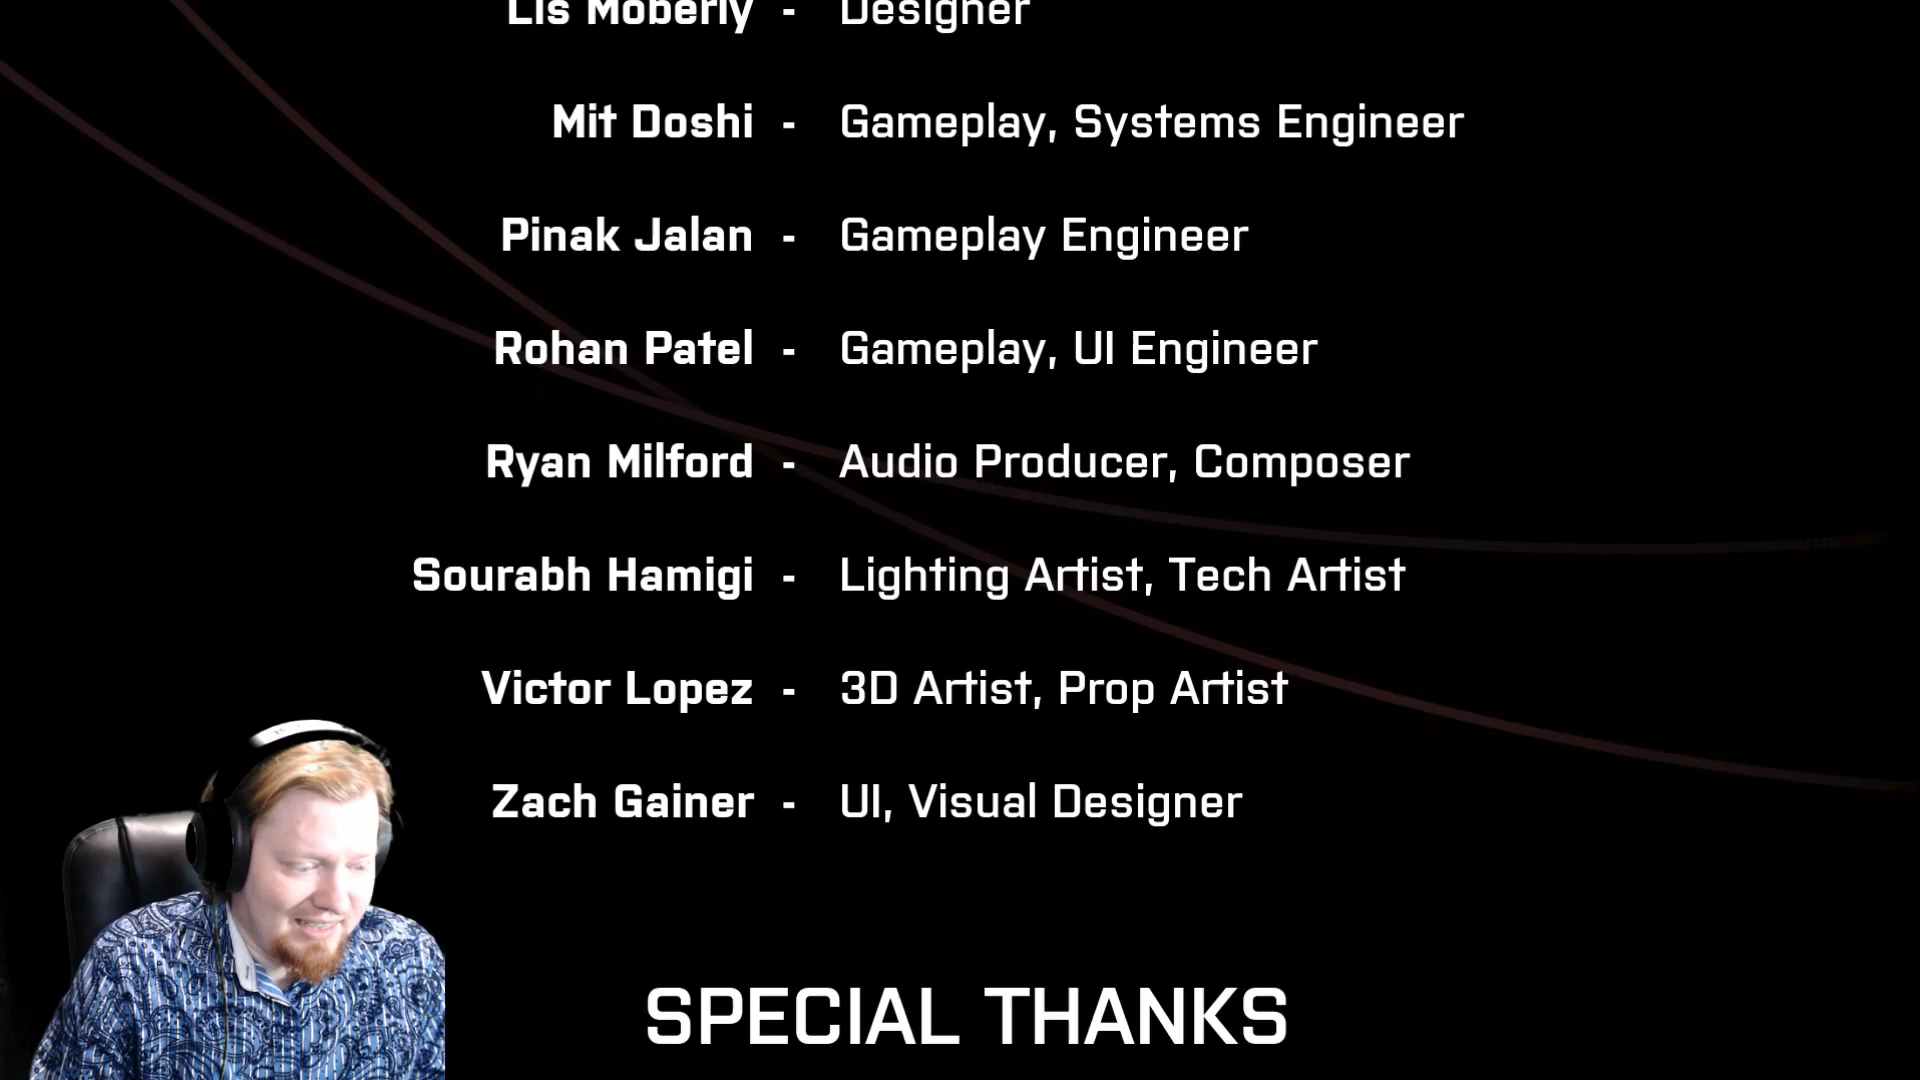 Lis Moberly - Designer
Mit Doshi - Gameplay, Systems Engineer
Pinak Jalan - Gameplay Engineer
Rohan Patel - Gameplay, UI Engineer
Ryan Milford - Audio Producer, Composer
Sourabh Hamigi - Lighting Artist, Tech Artist
Victor Lopez - 3D Artist, Prop Artist
Zach Gainer - UI, Visual Designer
SPECIAL THANKS